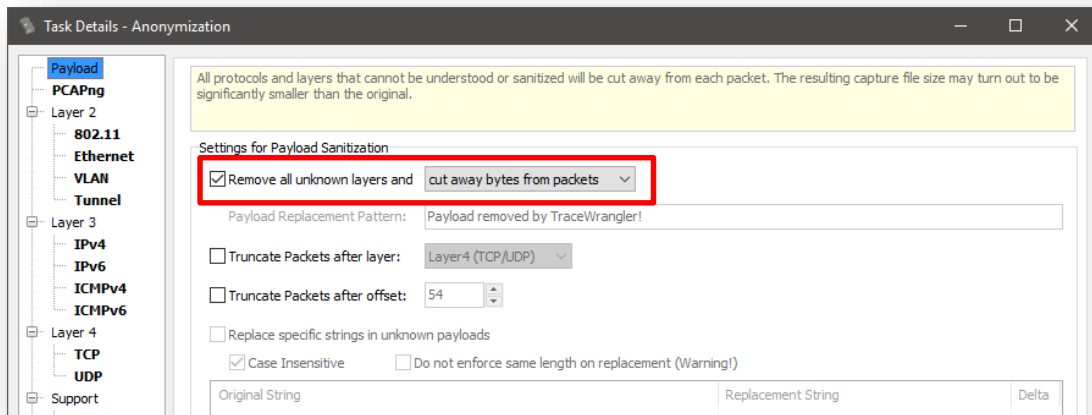 Task Details - Anonymization
Payload
PCAPng
Layer 2
802.11
Ethernet
VLAN
Tunnel
Layer 3
IPv4
IPv6
ICMPv4
ICMPv6
Layer 4
TCP
UDP
Support
All protocols and layers that cannot be understood or sanitized will be cut away from each packet. The resulting capture file size may turn out to be
significantly smaller than the original.
Settings for Payload Sanitization
Remove all unknown layers and cut away bytes from packets
Payload Replacement Pattern: Payload removed by TraceWrangler!
Truncate Packets after layer: Layer4 (TCP/UDP)
Truncate Packets after offset: 54
Replace specific strings in unknown payloads
Case Insensitive Do not enforce same length on replacement (Warning!)
Original String Replacement String Delta